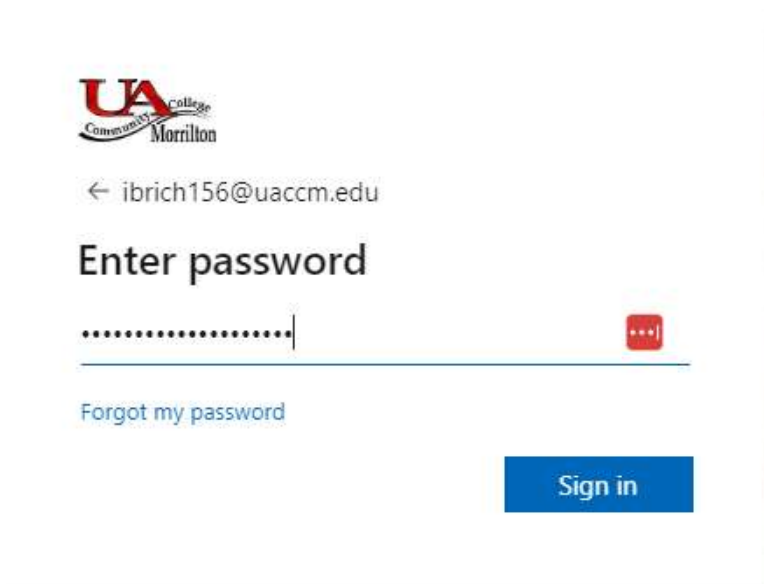 UA
College
Community
Morrilton
← ibrich156@uaccm.edu
Enter password
••••••••••••••••••••
Forgot my password
Sign in